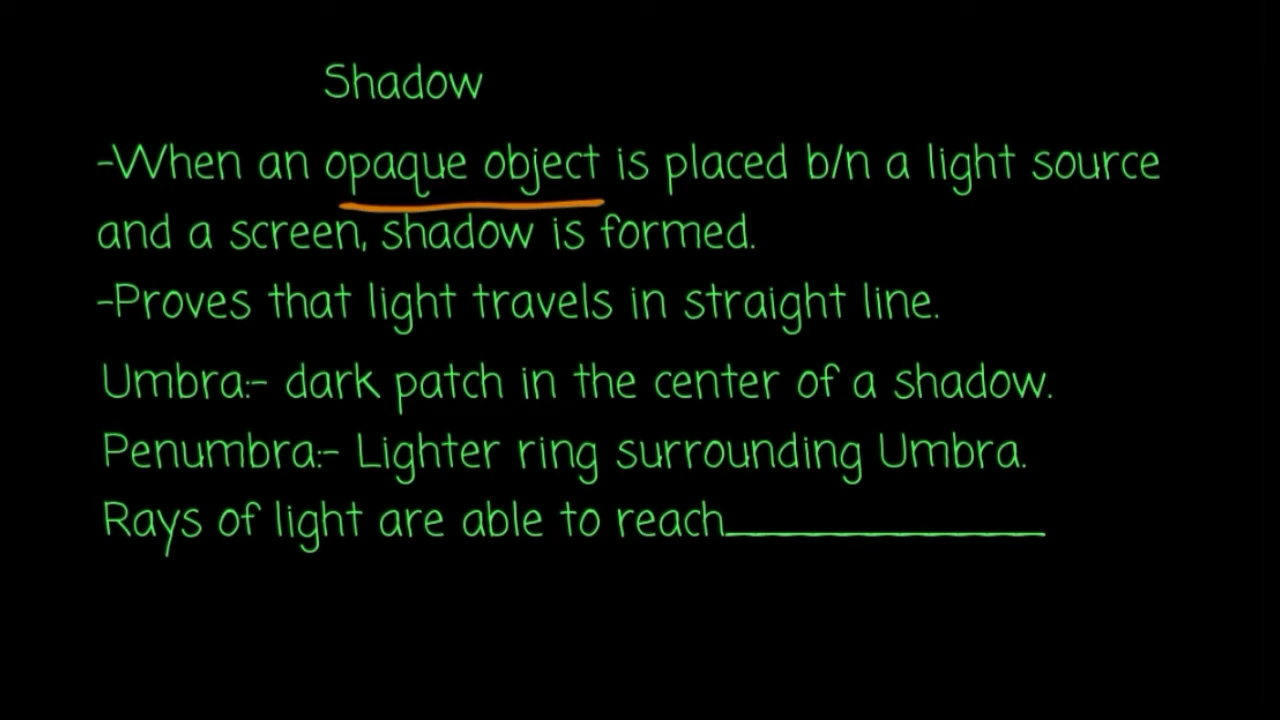 Shadow
-When an opaque object is placed b/n a light source
and a screen, shadow is formed.
-Proves that light travels in straight line.
Umbra:- dark patch in the center of a shadow.
Penumbra:- Lighter ring surrounding Umbra.
Rays of light are able to reach______________